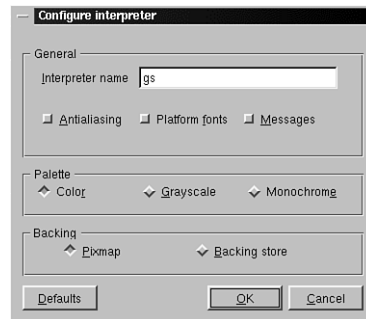 Configure interpreter
General
Interpreter name gs
Antialiasing Platform fonts Messages
Palette
Color Grayscale Monochrome
Backing
Pixmap Backing store
Defaults OK Cancel